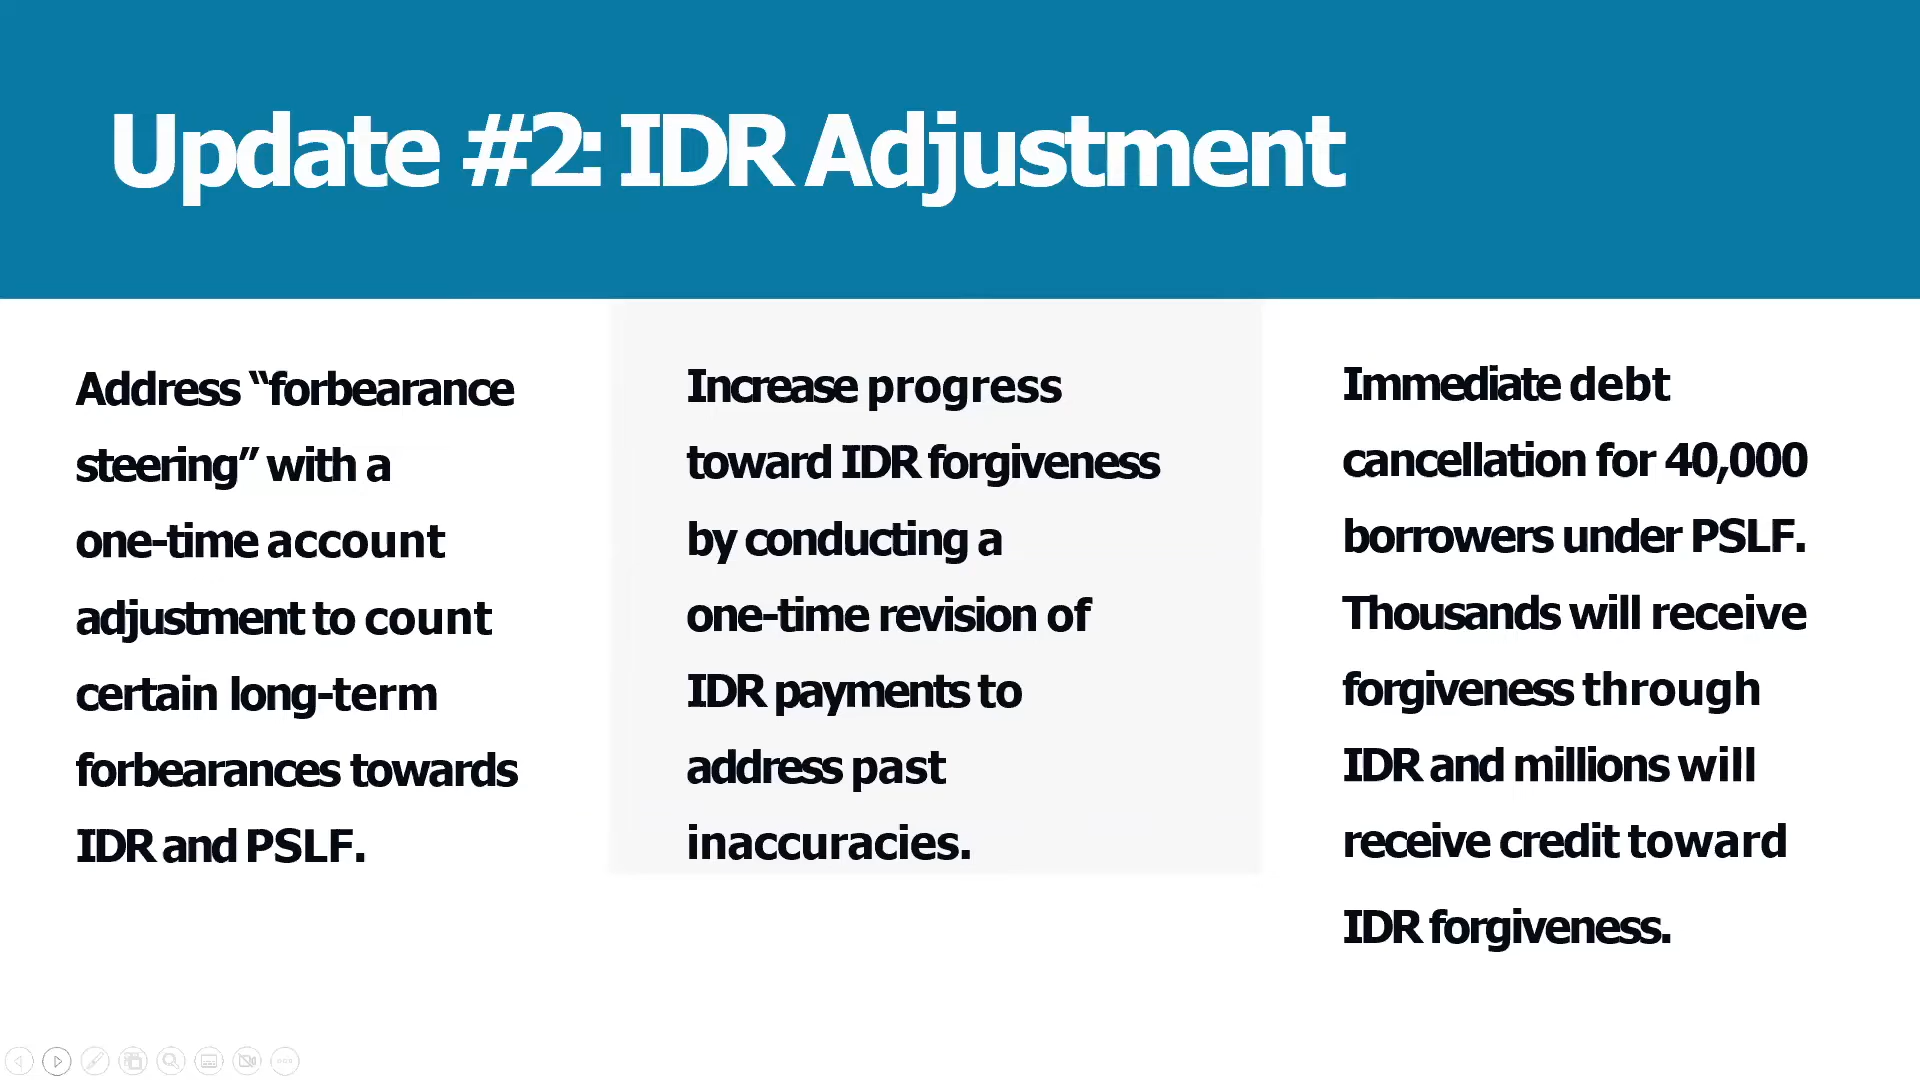 Update #2: IDR Adjustment
Address “forbearance
steering” with a
one-time account
adjustment to count
certain long-term
forbearances towards
IDR and PSLF.
Increase progress
toward IDR forgiveness
by conducting a
one-time revision of
IDR payments to
address past
inaccuracies.
Immediate debt
cancellation for 40,000
borrowers under PSLF.
Thousands will receive
forgiveness through
IDR and millions will
receive credit toward
IDR forgiveness.